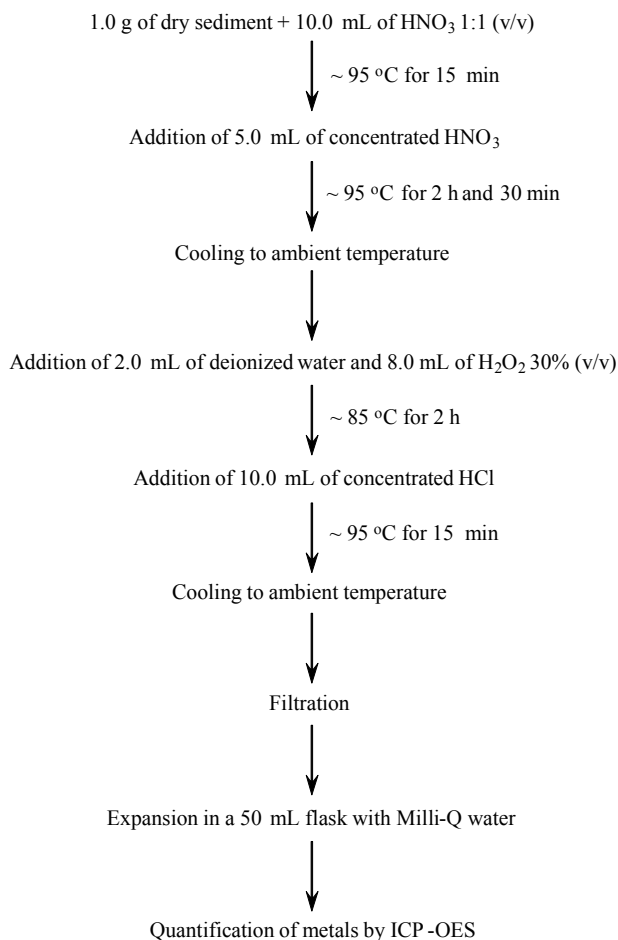 1.0 g of dry sediment + 10.0 mL of HNO₃ 1:1 (v/v)
~ 95 ºC for 15 min
Addition of 5.0 mL of concentrated HNO₃
~ 95 ºC for 2 h and 30 min
Cooling to ambient temperature
Addition of 2.0 mL of deionized water and 8.0 mL of H₂O₂ 30% (v/v)
~ 85 ºC for 2 h
Addition of 10.0 mL of concentrated HCl
~ 95 ºC for 15 min
Cooling to ambient temperature
Filtration
Expansion in a 50 mL flask with Milli-Q water
Quantification of metals by ICP-OES